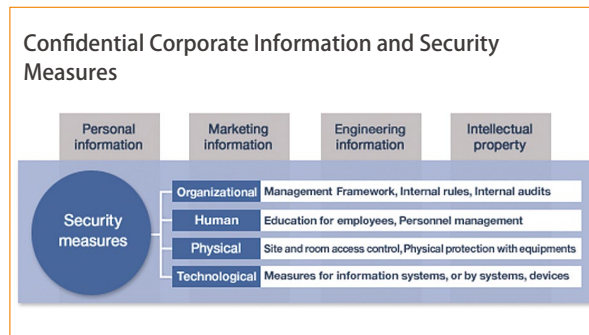 Confidential Corporate Information and Security
Measures
Personal
information
Marketing
information
Engineering
information
Intellectual
property
Security
measures
Organizational Management Framework, Internal rules, Internal audits
Human Education for employees, Personnel management
Physical Site and room access control, Physical protection with equipments
Technological Measures for information systems, or by systems, devices